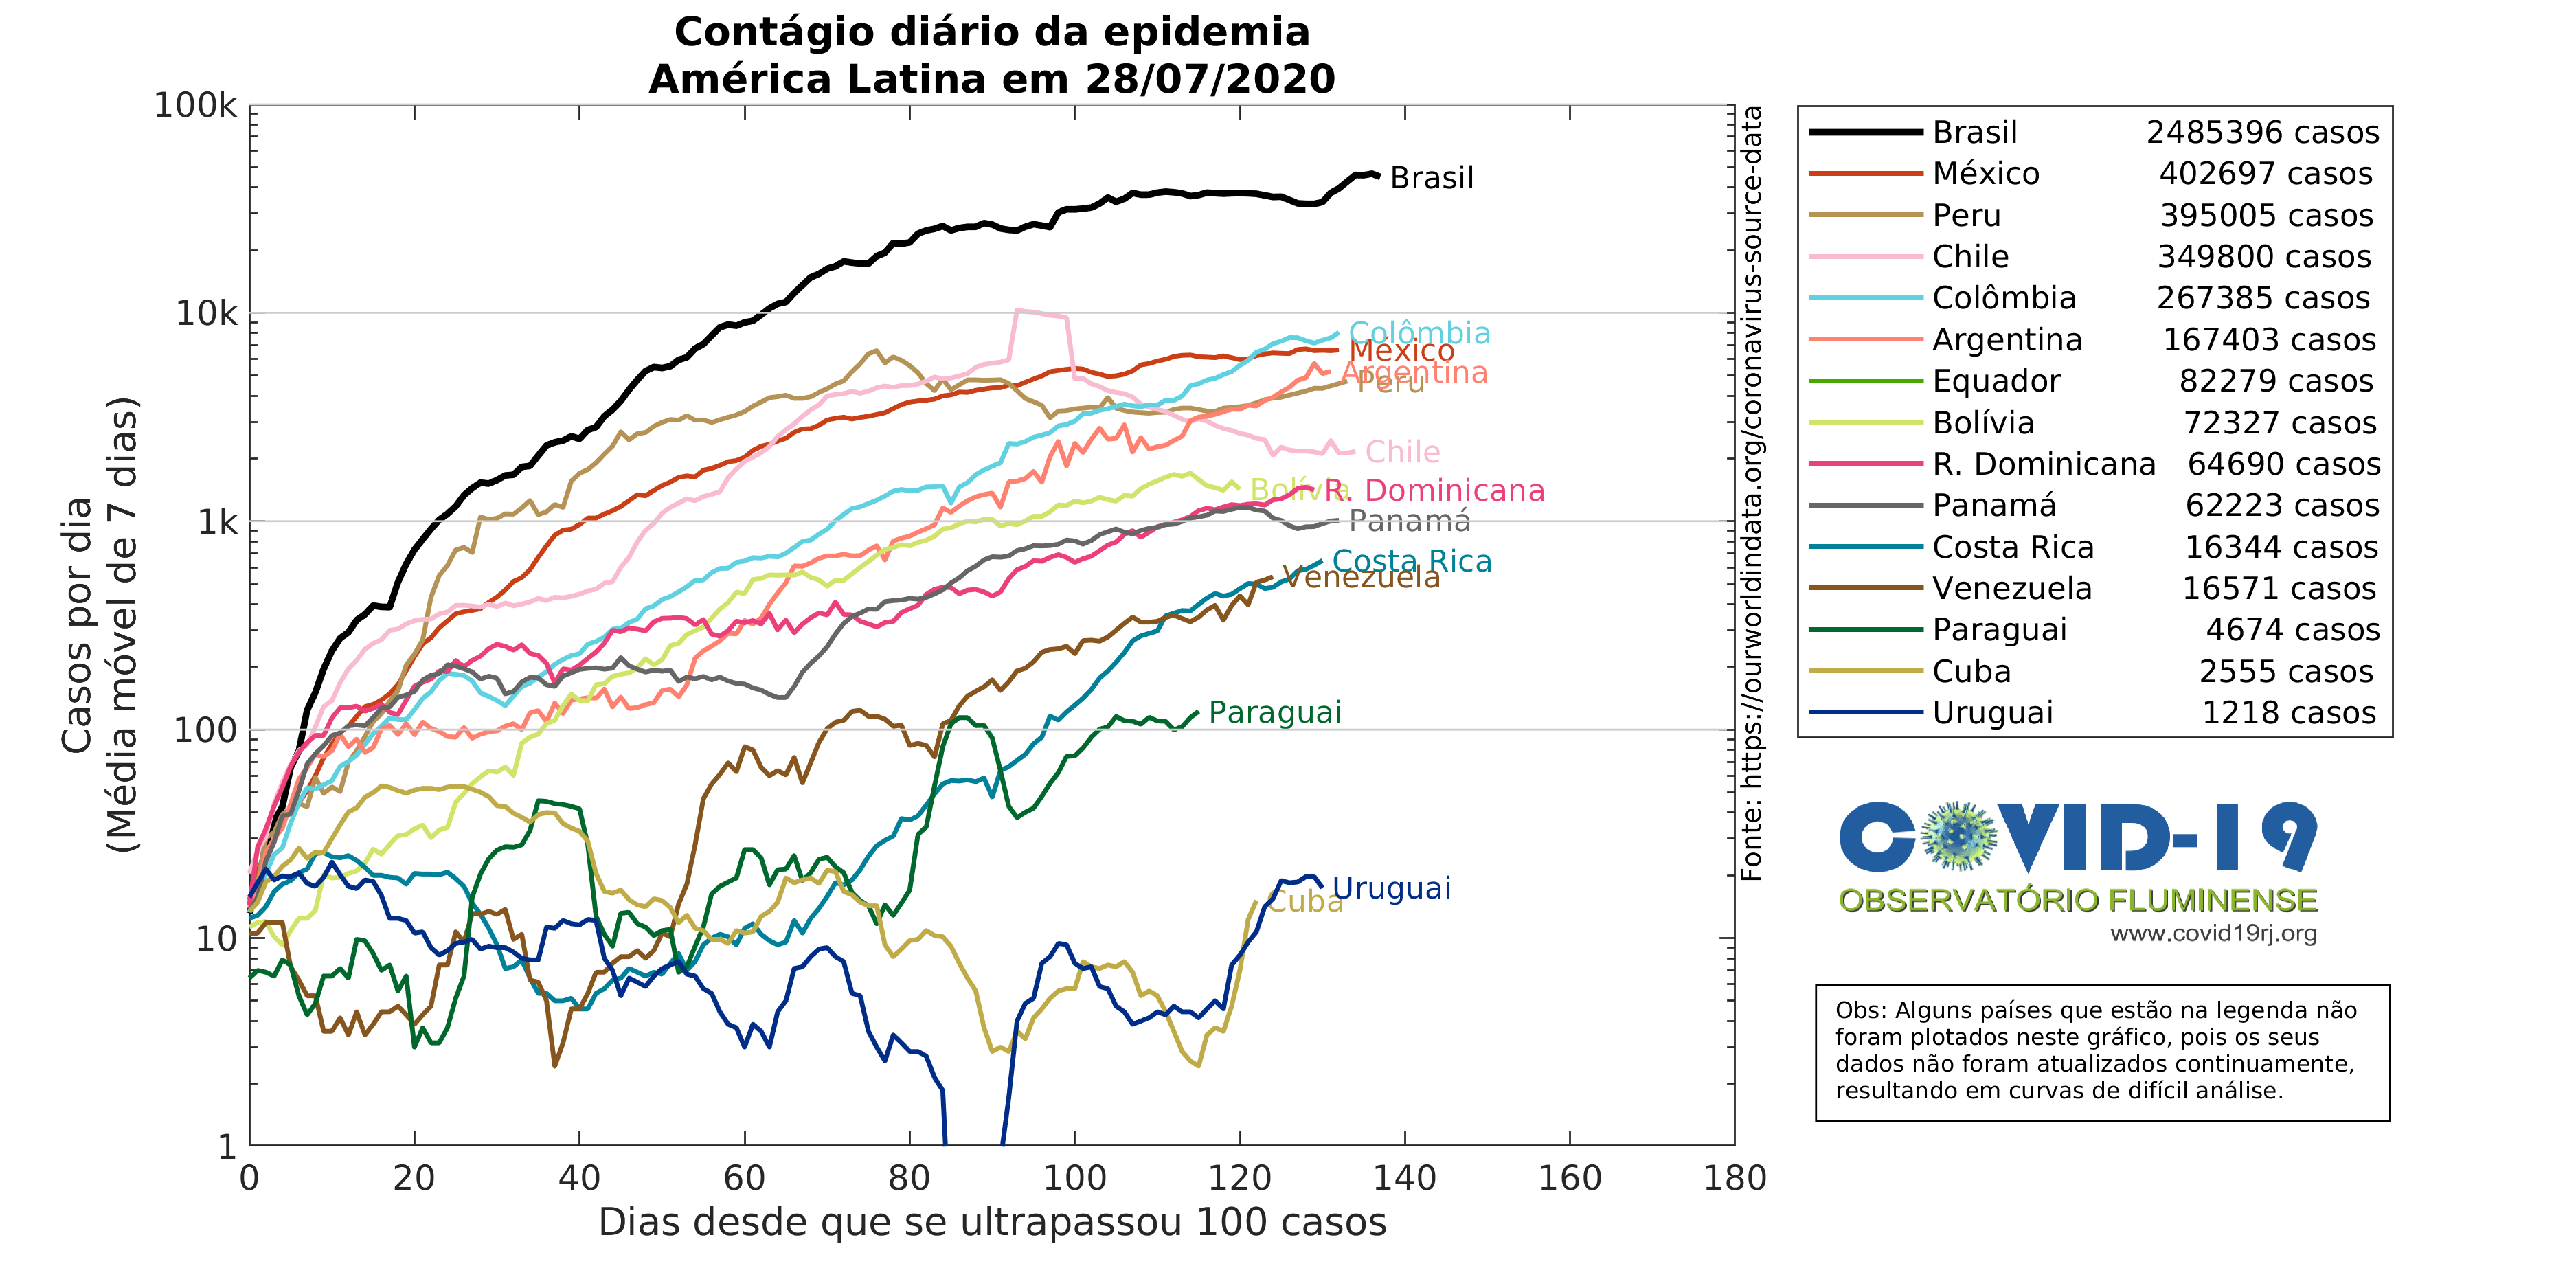 Contágio diário da epidemia
América Latina em 28/07/2020
100k
10k
1k
100
10
1
Casos por dia
(Média móvel de 7 dias)
0 20 40 60 80 100 120 140 160 180
Dias desde que se ultrapassou 100 casos
Brasil
Colômbia
México
Argentina
Peru
Chile
Bolívia
R. Dominicana
Panamá
Costa Rica
Venezuela
Paraguai
Uruguai
Cuba
Fonte: https://ourworldindata.org/coronavirus-source-data
Brasil 2485396 casos
México 402697 casos
Peru 395005 casos
Chile 349800 casos
Colômbia 267385 casos
Argentina 167403 casos
Equador 82279 casos
Bolívia 72327 casos
R. Dominicana 64690 casos
Panamá 62223 casos
Costa Rica 16344 casos
Venezuela 16571 casos
Paraguai 4674 casos
Cuba 2555 casos
Uruguai 1218 casos
COVID-19
OBSERVATÓRIO FLUMINENSE
www.covid19rj.org
Obs: Alguns países que estão na legenda não
foram plotados neste gráfico, pois os seus
dados não foram atualizados continuamente,
resultando em curvas de difícil análise.